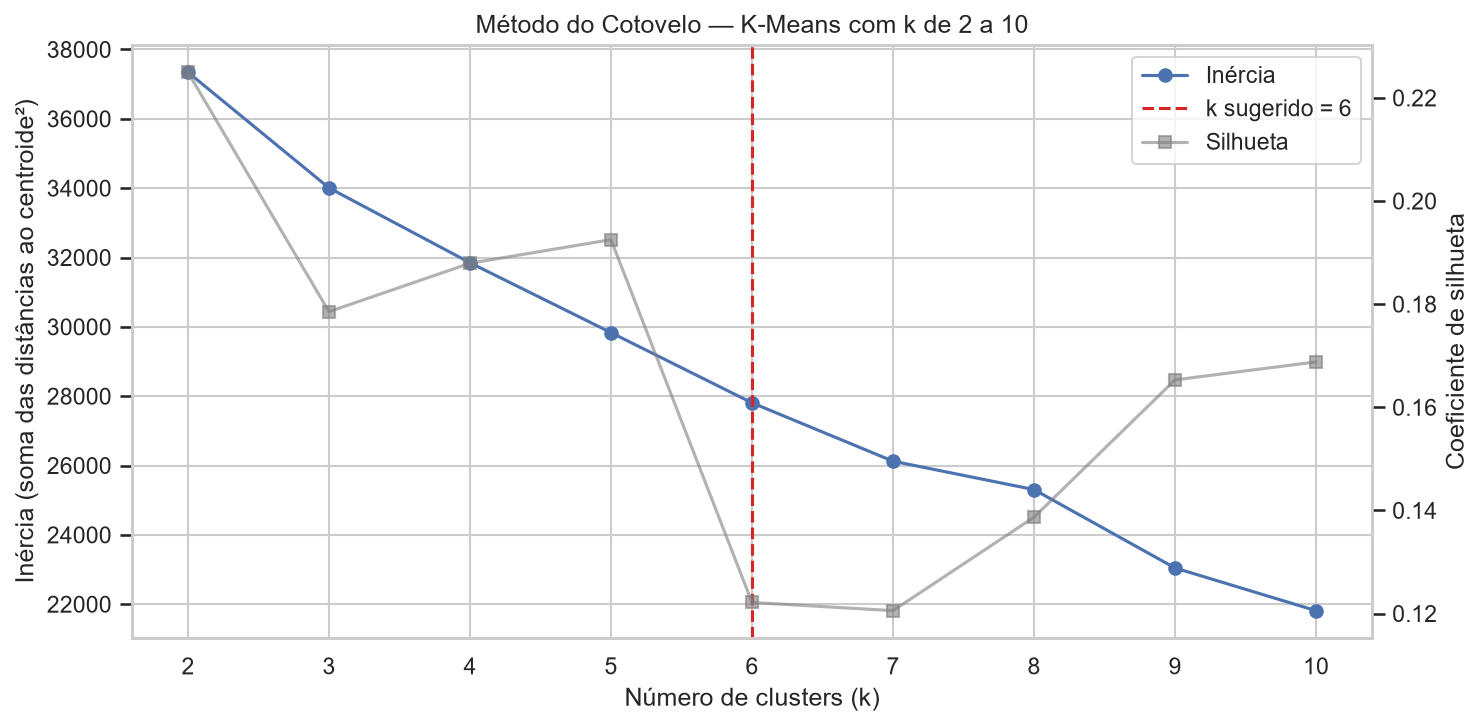 Método do Cotovelo — K-Means com k de 2 a 10
Inércia (soma das distâncias ao centroide²)
38000
36000
34000
32000
30000
28000
26000
24000
22000
Inércia
k sugerido = 6
Silhueta
0.22
0.20
0.18
0.16
0.14
0.12
Coeficiente de silhueta
2 3 4 5 6 7 8 9 10
Número de clusters (k)